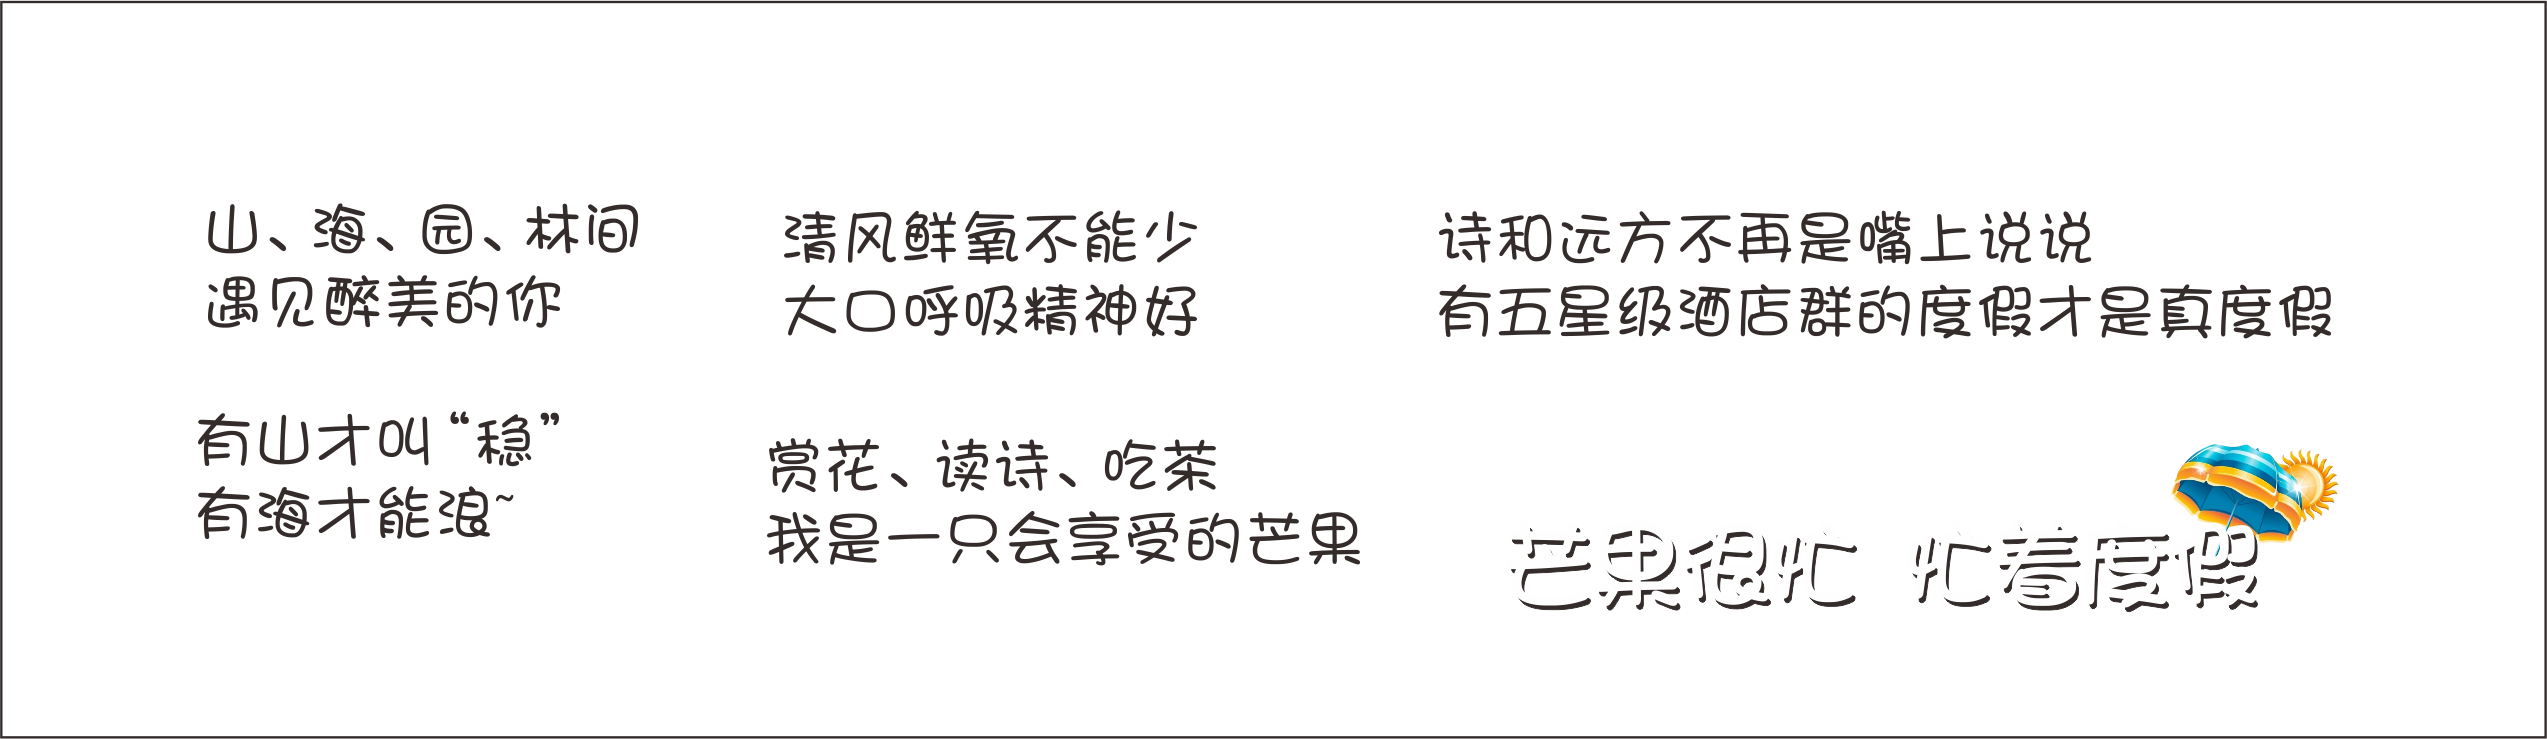 山、海、园、林间
遇见醉美的你
清风鲜氧不能少
大口呼吸精神好
诗和远方不再是嘴上说说
有五星级酒店群的度假才是真度假
有山才叫“稳”
有海才能浪~
赏花、读诗、吃茶
我是一只会享受的芒果
芒果很忙 忙着度假